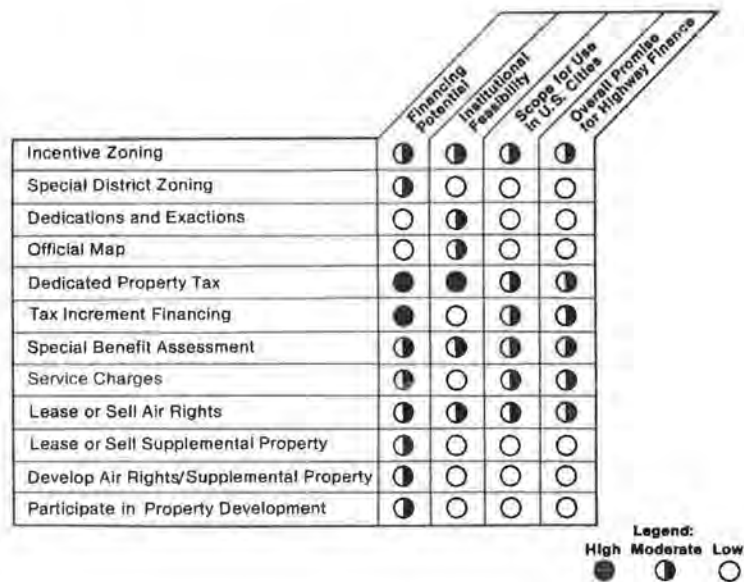 Financing
Potential
Institutional
Feasibility
Scope for Use
in U.S. Cities
Overall Promise
for Highway Finance
Incentive Zoning
Special District Zoning
Dedications and Exactions
Official Map
Dedicated Property Tax
Tax Increment Financing
Special Benefit Assessment
Service Charges
Lease or Sell Air Rights
Lease or Sell Supplemental Property
Develop Air Rights/Supplemental Property
Participate in Property Development
Legend:
High Moderate Low